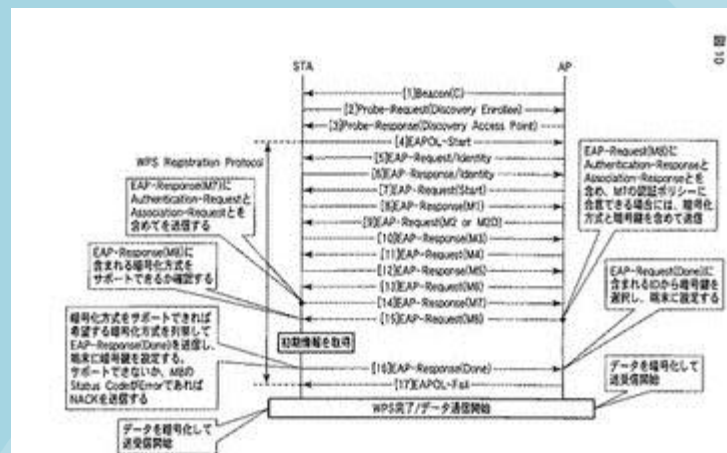 図10
STA
AP
[1]Beacon(C)
[2]Probe-Request(Discovery Enrollee)
[3]Probe-Response(Discovery Access Point)
[4]EAPOL-Start
WPS Registration Protocol
[5]EAP-Request/Identity
[6]EAP-Response/Identity
[7]EAP-Request(Start)
[8]EAP-Response(M1)
[9]EAP-Request(M2 or M2D)
[10]EAP-Response(M3)
[11]EAP-Request(M4)
[12]EAP-Response(M5)
[13]EAP-Request(M6)
[14]EAP-Response(M7)
[15]EAP-Request(M8)
初期情報を取得
[16]EAP-Response(Done)
[17]EAPOL-Fail
WPS完了/データ通信開始
EAP-Response(M7)に
Authentication-Requestと
Association-Requestとを
含めてを送信する
EAP-Response(M8)に
含まれる暗号化方式を
サポートできるか確認する
暗号化方式をサポートできれば
希望する暗号化方式を列挙して
EAP-Response(Done)を送信し、
端末に暗号鍵を設定する。
サポートできないか、M8の
Status CodeがErrorであれば
NACKを送信する
データを暗号化して
送受信開始
EAP-Request(M8)に
Authentication-Responseと
Association-Responseとを
含め、M7の認証ポリシーに
合意できる場合には、暗号化
方式と暗号鍵を含めて送信
EAP-Request(Done)に
含まれるIDから暗号鍵を
選択し、端末に設定する
データを暗号化して
送受信開始